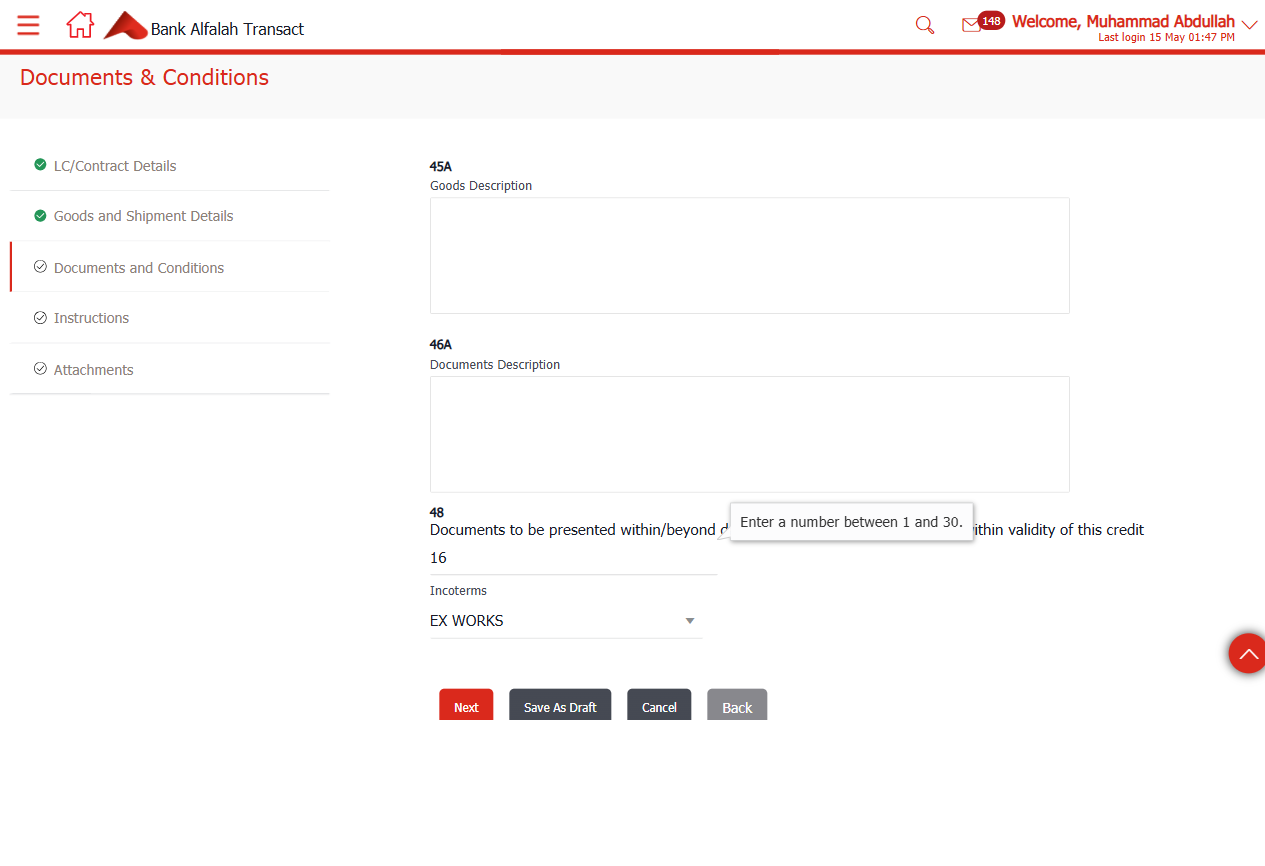 Bank Alfalah Transact
148
Welcome, Muhammad Abdullah
Last login 15 May 01:47 PM
Documents & Conditions
LC/Contract Details
Goods and Shipment Details
Documents and Conditions
Instructions
Attachments
45A
Goods Description
46A
Documents Description
48
Documents to be presented within/beyond
Enter a number between 1 and 30.
validity of this credit
16
Incoterms
EX WORKS
Next
Save As Draft
Cancel
Back